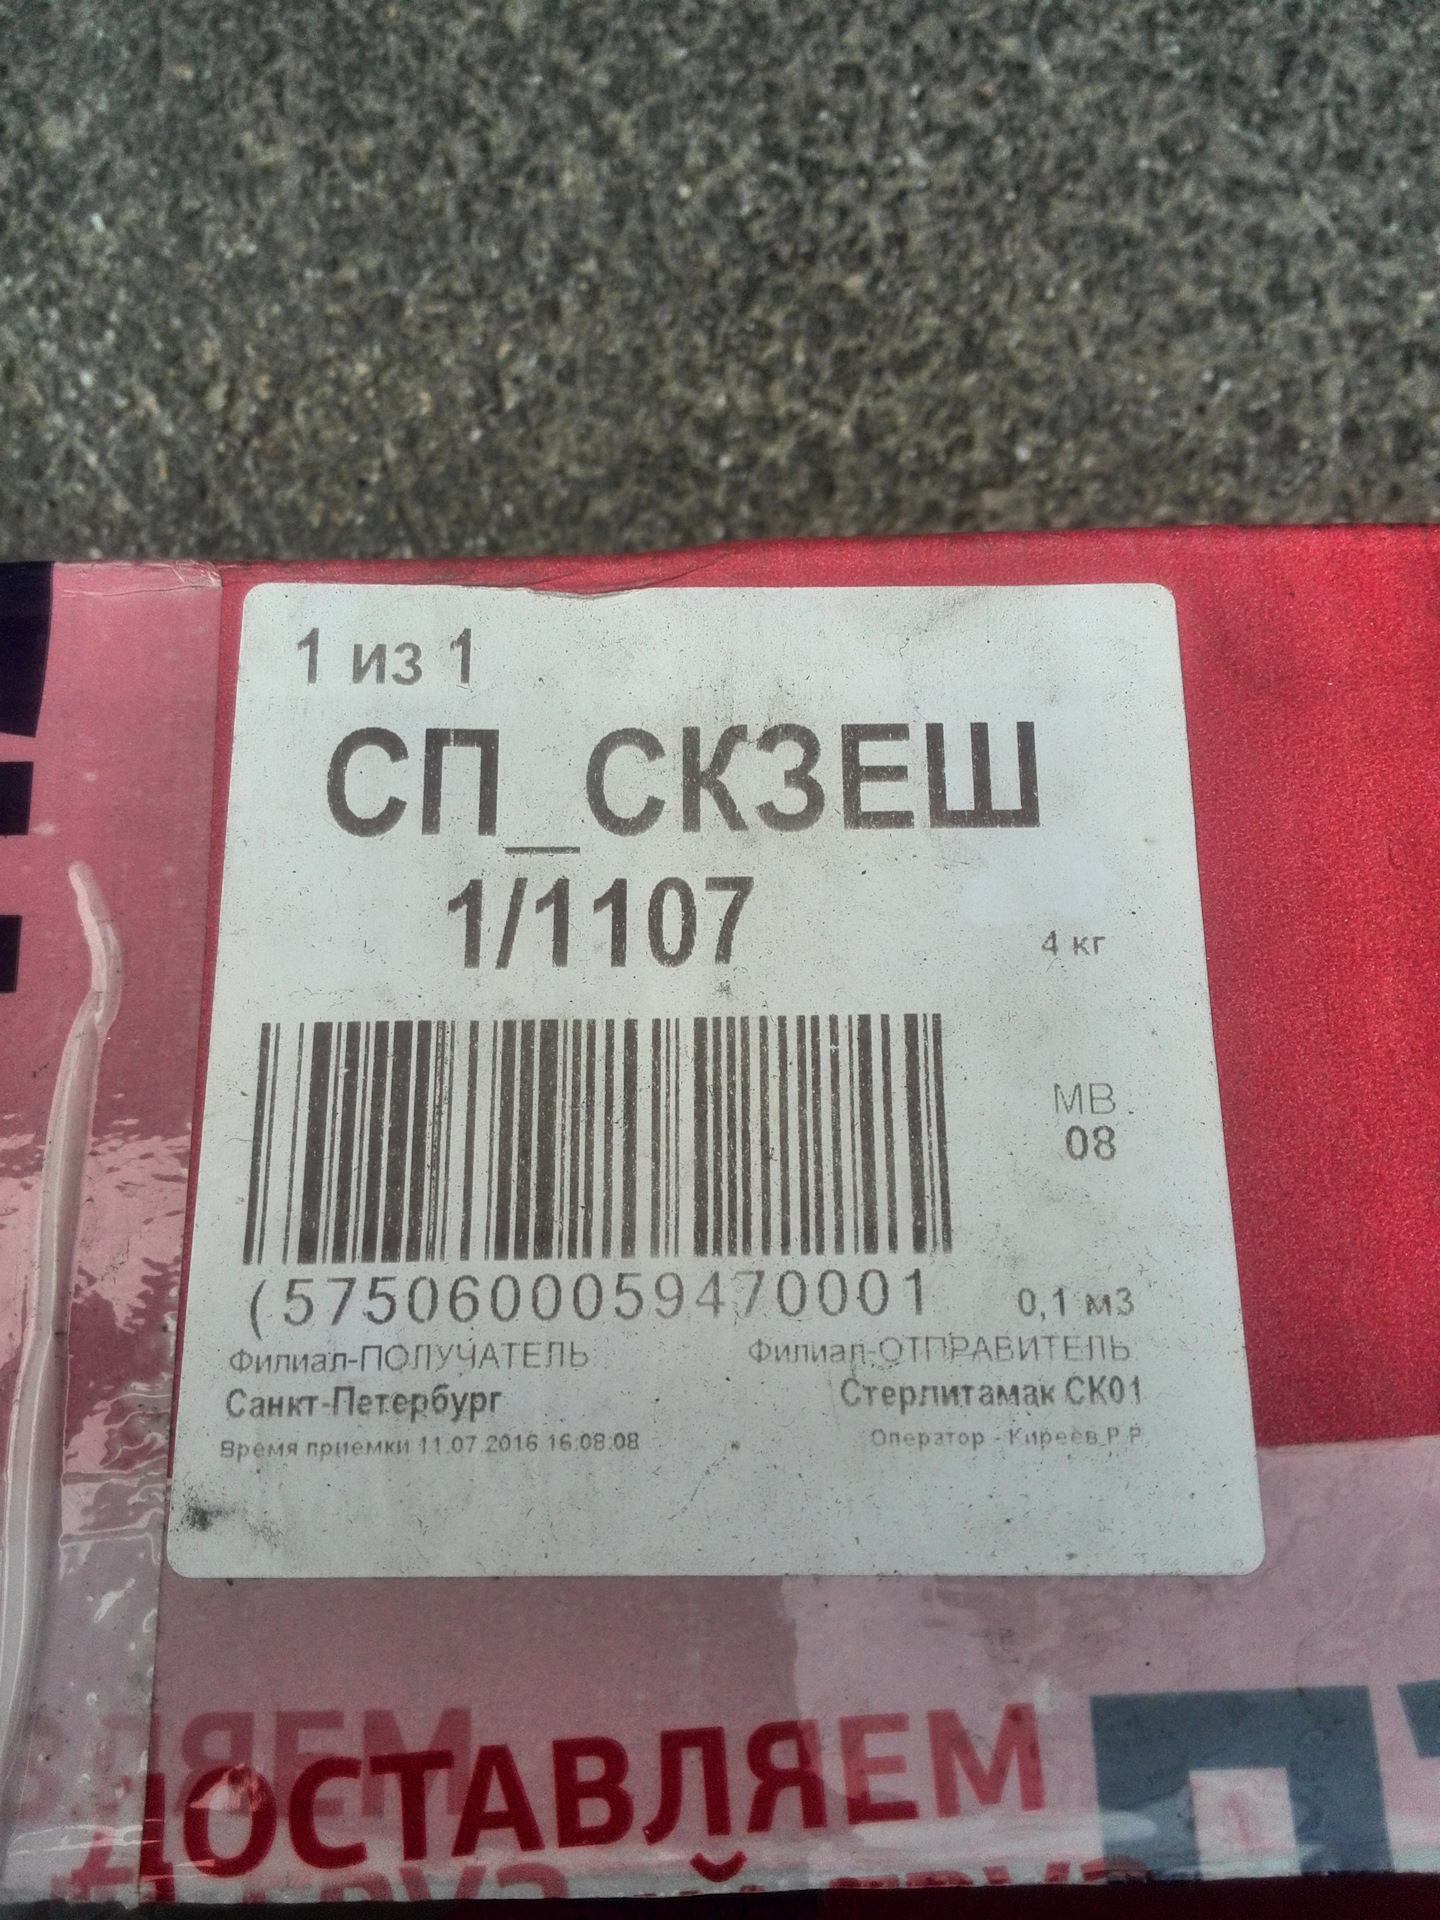 1 из 1
СП_СКЗЕШ
1/1107
4 кг
МВ
08
(5750600059470001
0,1 м3
Филиал-ПОЛУЧАТЕЛЬ Филиал-ОТПРАВИТЕЛЬ
Санкт-Петербург Стерлитамак СК01
Время приемки 11.07.2016 16:08:08 Оператор - Киреев Р Р
ДОСТАВЛЯЕМ